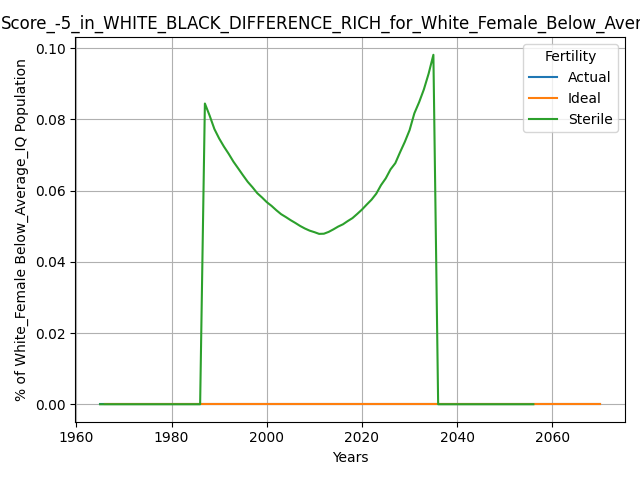 Score_-5_in_WHITE_BLACK_DIFFERENCE_RICH_for_White_Female_Below_Aver
% of White_Female Below_Average_IQ Population
0.10
0.08
0.06
0.04
0.02
0.00
Fertility
Actual
Ideal
Sterile
1960 1980 2000 2020 2040 2060
Years